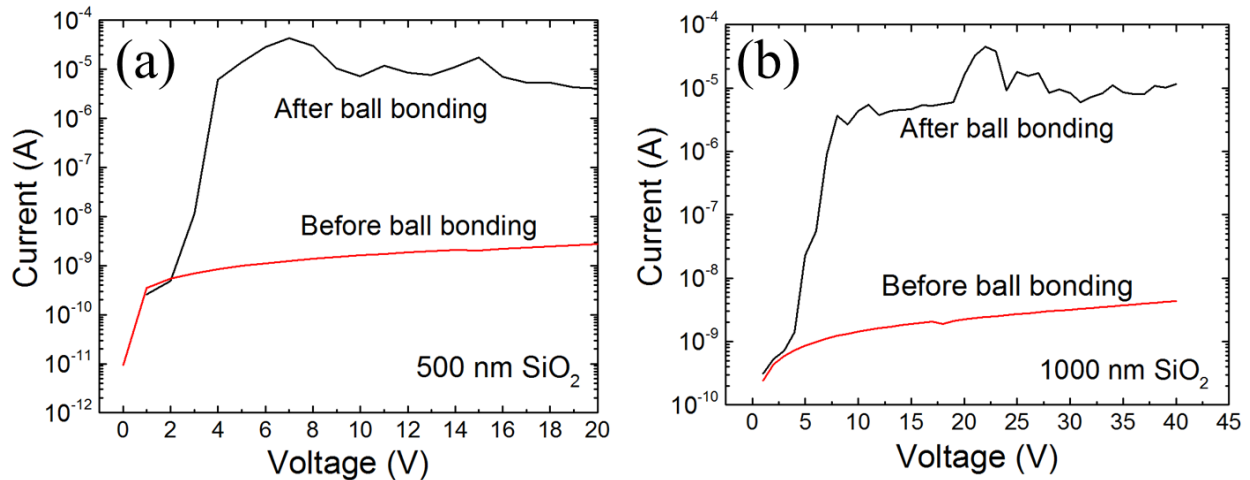 (a)
Current (A)
10⁻⁴
10⁻⁵
10⁻⁶
10⁻⁷
10⁻⁸
10⁻⁹
10⁻¹⁰
10⁻¹¹
10⁻¹²
After ball bonding
Before ball bonding
500 nm SiO₂
0 2 4 6 8 10 12 14 16 18 20
Voltage (V)
(b)
Current (A)
10⁻⁴
10⁻⁵
10⁻⁶
10⁻⁷
10⁻⁸
10⁻⁹
10⁻¹⁰
After ball bonding
Before ball bonding
1000 nm SiO₂
0 5 10 15 20 25 30 35 40 45
Voltage (V)